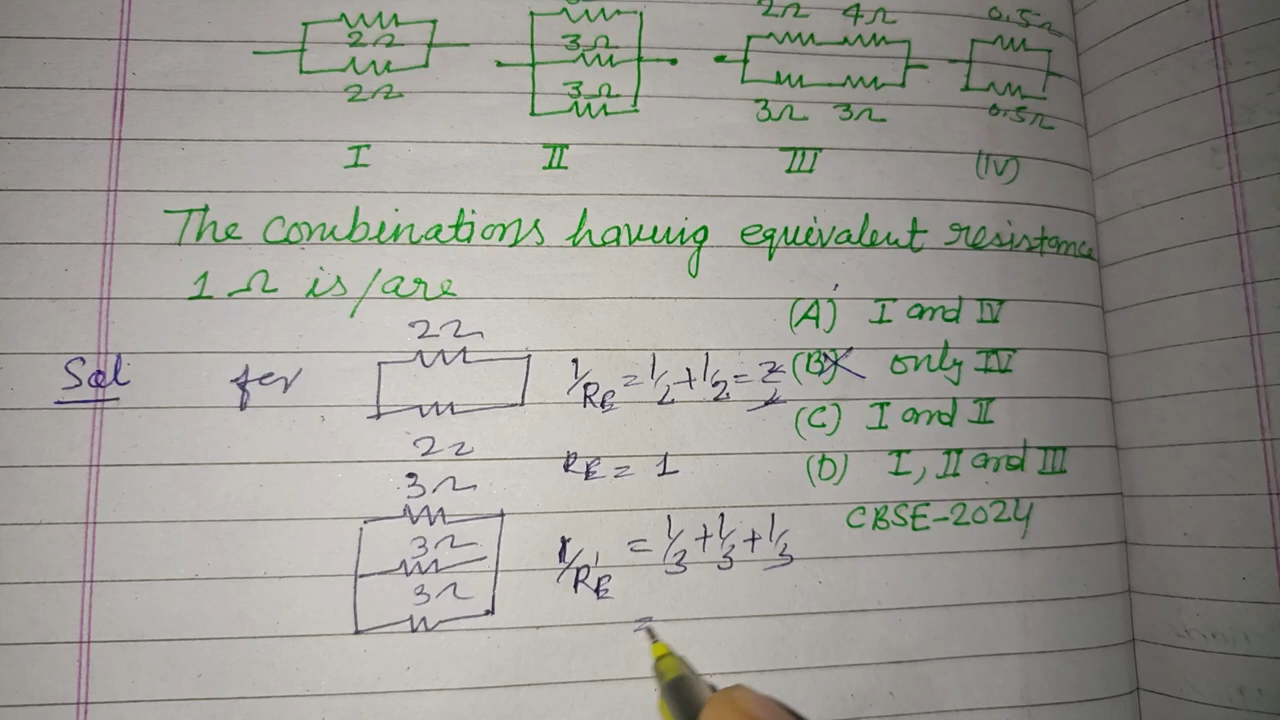 2Ω 4Ω 0.5Ω
2Ω 3Ω
2Ω 3Ω 3Ω 3Ω 0.5Ω
I II III (IV)
The combinations having equivalent resistance
1 Ω is/are
(A) I and IV
(B) only IV
(C) I and II
(D) I, II and III
CBSE-2024
Sol for 2Ω 1/RE = 1/2 + 1/2 = 2/2
2Ω RE = 1
3Ω
3Ω 1/RE' = 1/3 + 1/3 + 1/3
3Ω =